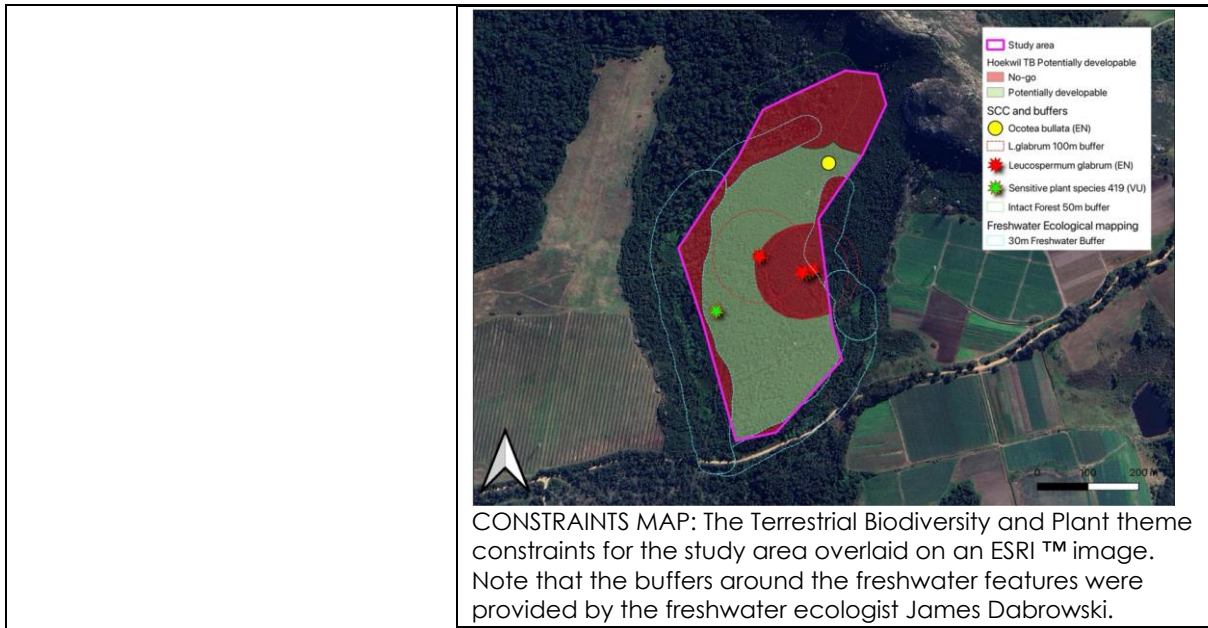 Study area
Hoekwil TB Potentially developable
No-go
Potentially developable
SCC and buffers
Ocotea bullata (EN)
L.glabrum 100m buffer
Leucospermum glabrum (EN)
Sensitive plant species 419 (VU)
Intact Forest 50m buffer
Freshwater Ecological mapping
30m Freshwater Buffer
0 100 200 m
CONSTRAINTS MAP: The Terrestrial Biodiversity and Plant theme
constraints for the study area overlaid on an ESRI ™ image.
Note that the buffers around the freshwater features were
provided by the freshwater ecologist James Dabrowski.